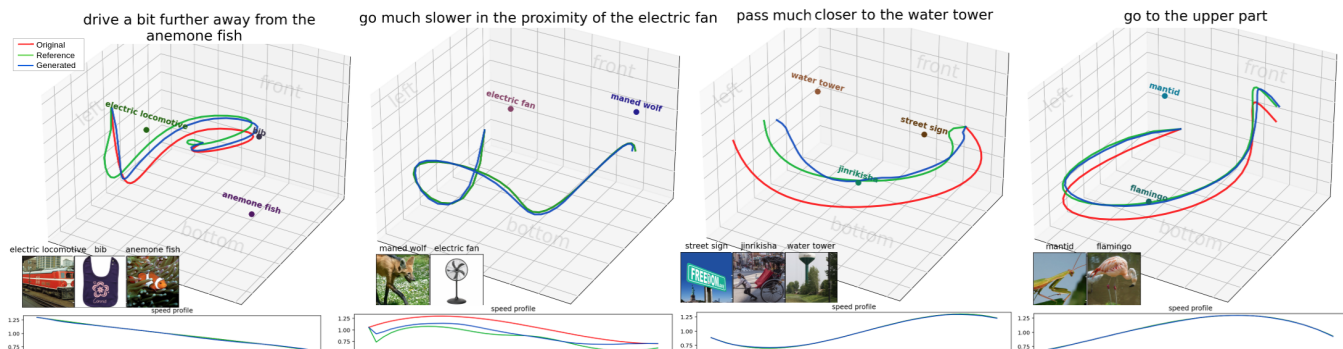 drive a bit further away from the
anemone fish
Original
Reference
Generated
left
front
bottom
electric locomotive
bib
anemone fish
electric locomotive bib anemone fish
speed profile
1.25
1.00
0.75
go much slower in the proximity of the electric fan
left
front
bottom
electric fan
maned wolf
maned wolf electric fan
speed profile
1.25
1.00
0.75
pass much closer to the water tower
left
front
bottom
water tower
street sign
jinrikisha
street sign jinrikisha water tower
FREEDOM
speed profile
1.25
1.00
0.75
go to the upper part
left
front
bottom
mantid
flamingo
mantid flamingo
speed profile
1.25
1.00
0.75